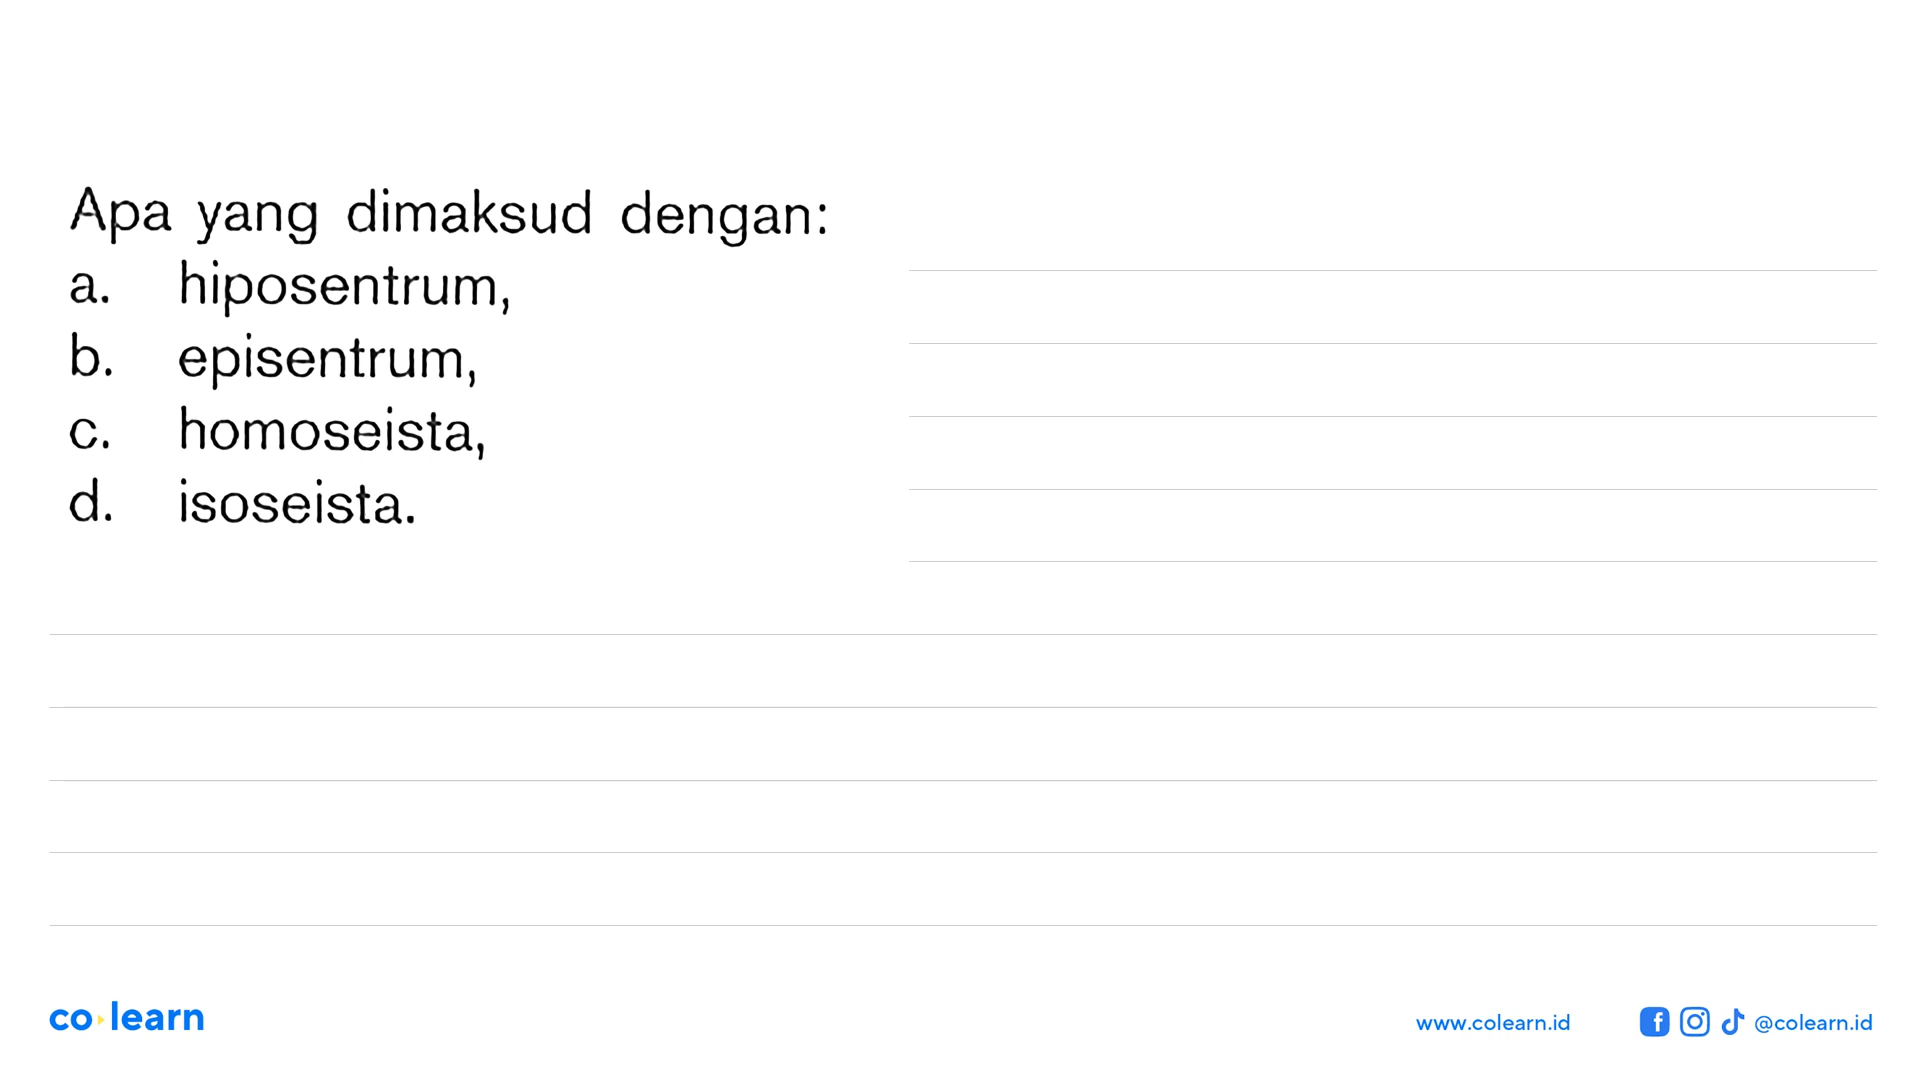 Apa yang dimaksud dengan:
a. hiposentrum,
b. episentrum,
c. homoseista,
d. isoseista.
co learn
www.colearn.id
@colearn.id